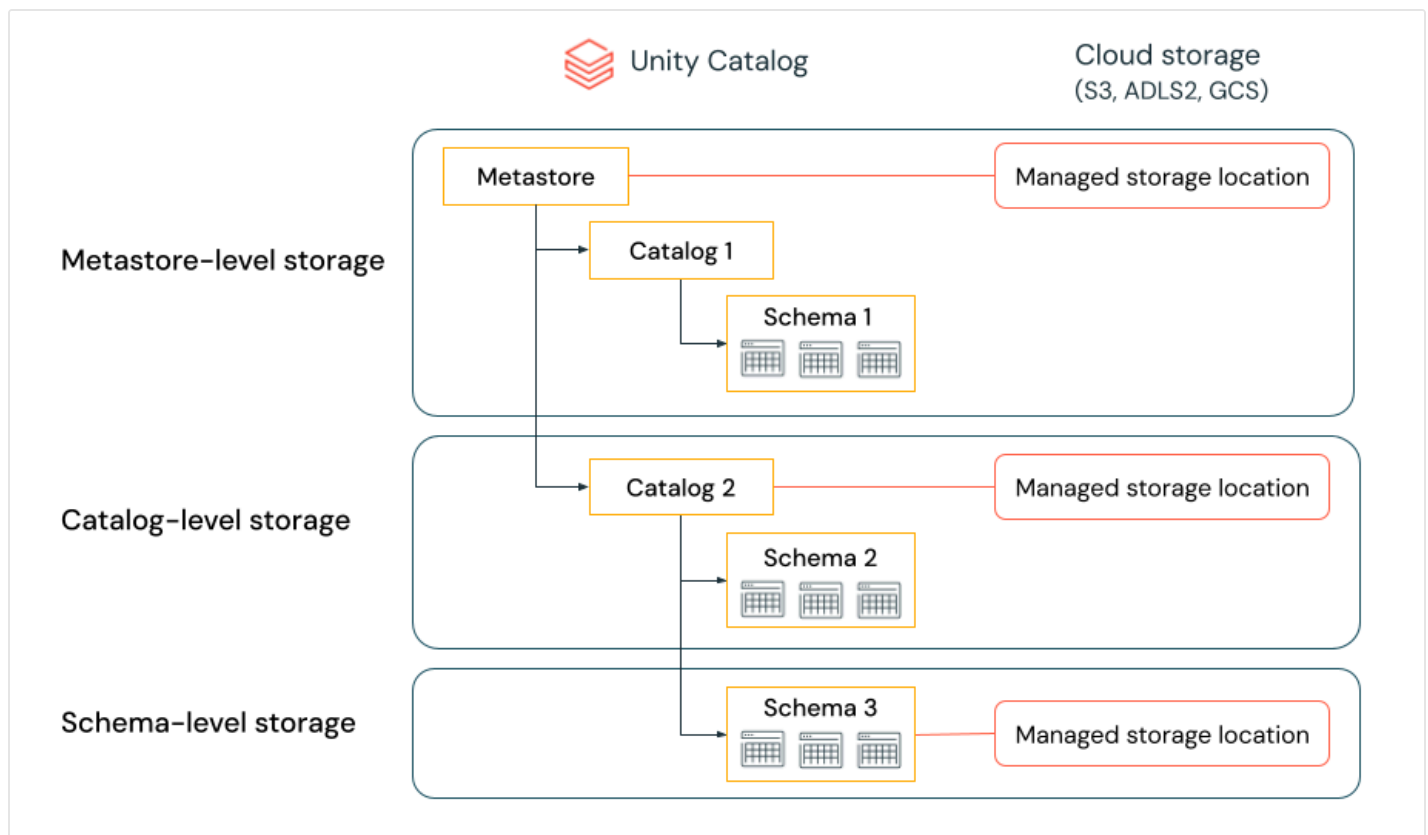 Unity Catalog
Cloud storage
(S3, ADLS2, GCS)
Metastore-level storage
Metastore
Managed storage location
Catalog 1
Schema 1
Catalog-level storage
Catalog 2
Managed storage location
Schema 2
Schema-level storage
Schema 3
Managed storage location